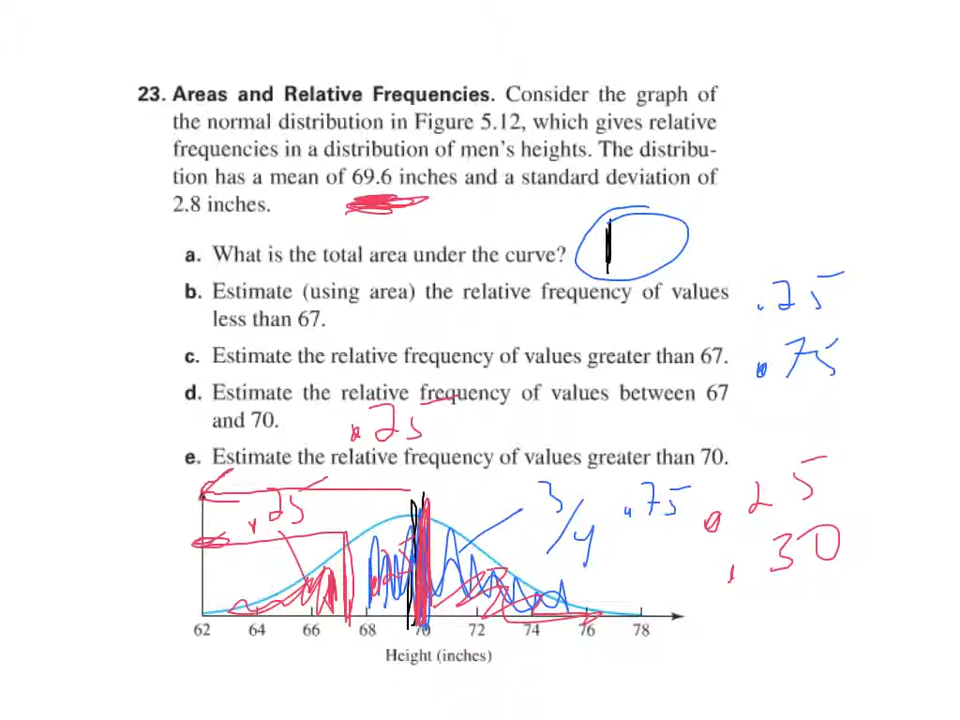 23. Areas and Relative Frequencies. Consider the graph of
the normal distribution in Figure 5.12, which gives relative
frequencies in a distribution of men's heights. The distribu-
tion has a mean of 69.6 inches and a standard deviation of
2.8 inches.
a. What is the total area under the curve? 1
b. Estimate (using area) the relative frequency of values
less than 67.
.25
c. Estimate the relative frequency of values greater than 67.
.75
d. Estimate the relative frequency of values between 67
and 70.
.25
e. Estimate the relative frequency of values greater than 70.
.25
.30
.25
3/4 .75
62 64 66 68 70 72 74 76 78
Height (inches)